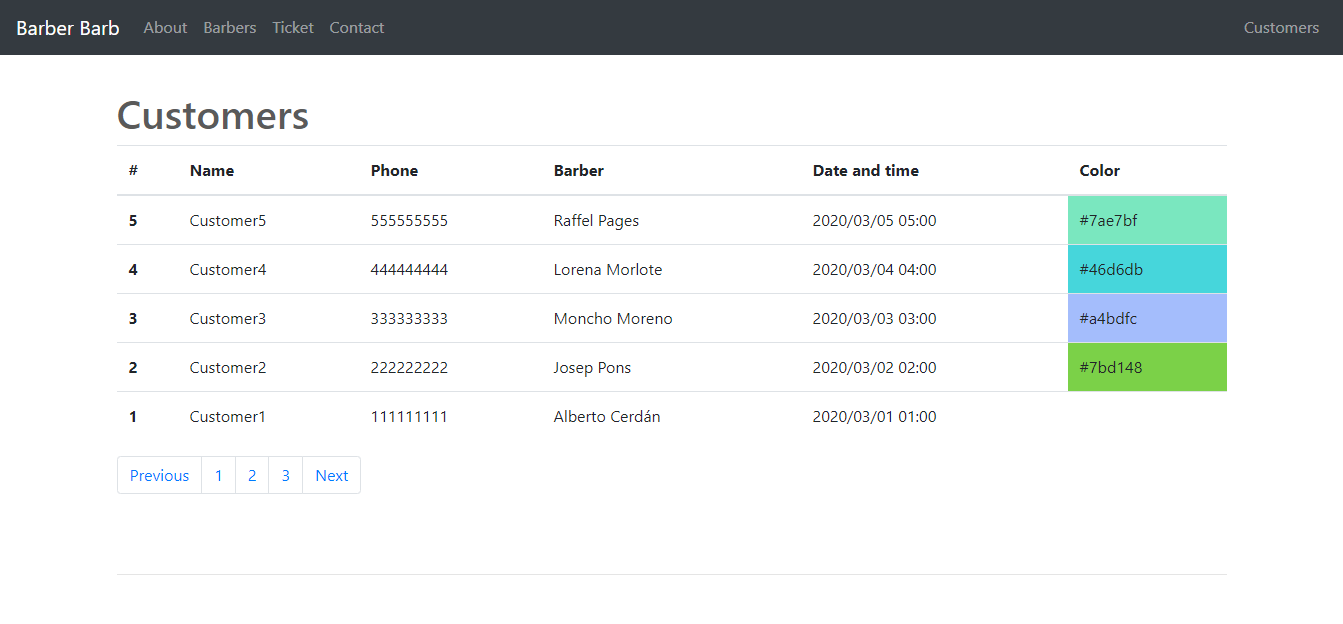 Barber Barb About Barbers Ticket Contact Customers
Customers
# Name Phone Barber Date and time Color
5 Customer5 555555555 Raffel Pages 2020/03/05 05:00 #7ae7bf
4 Customer4 444444444 Lorena Morlote 2020/03/04 04:00 #46d6db
3 Customer3 333333333 Moncho Moreno 2020/03/03 03:00 #a4bdfc
2 Customer2 222222222 Josep Pons 2020/03/02 02:00 #7bd148
1 Customer1 111111111 Alberto Cerdán 2020/03/01 01:00
Previous 1 2 3 Next